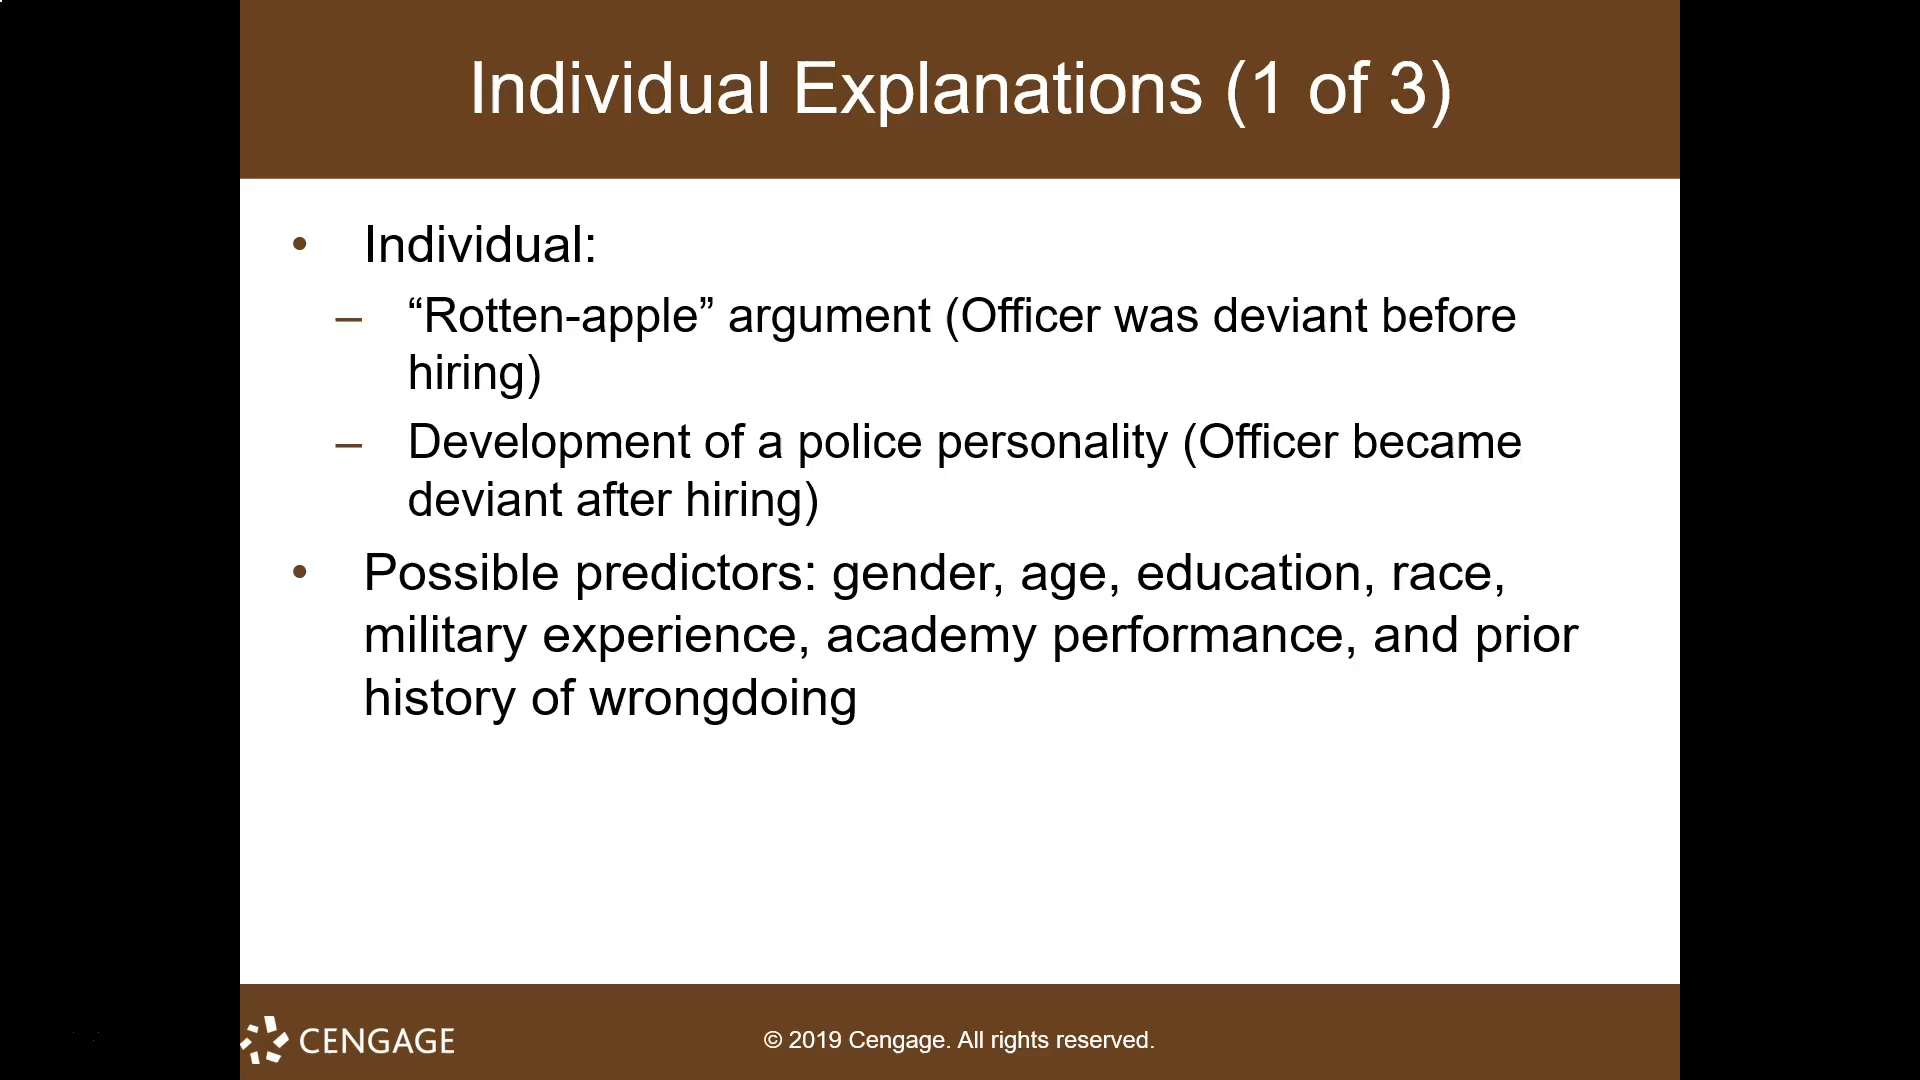 Individual Explanations (1 of 3)
• Individual:
– “Rotten-apple” argument (Officer was deviant before
hiring)
– Development of a police personality (Officer became
deviant after hiring)
• Possible predictors: gender, age, education, race,
military experience, academy performance, and prior
history of wrongdoing
CENGAGE
© 2019 Cengage. All rights reserved.